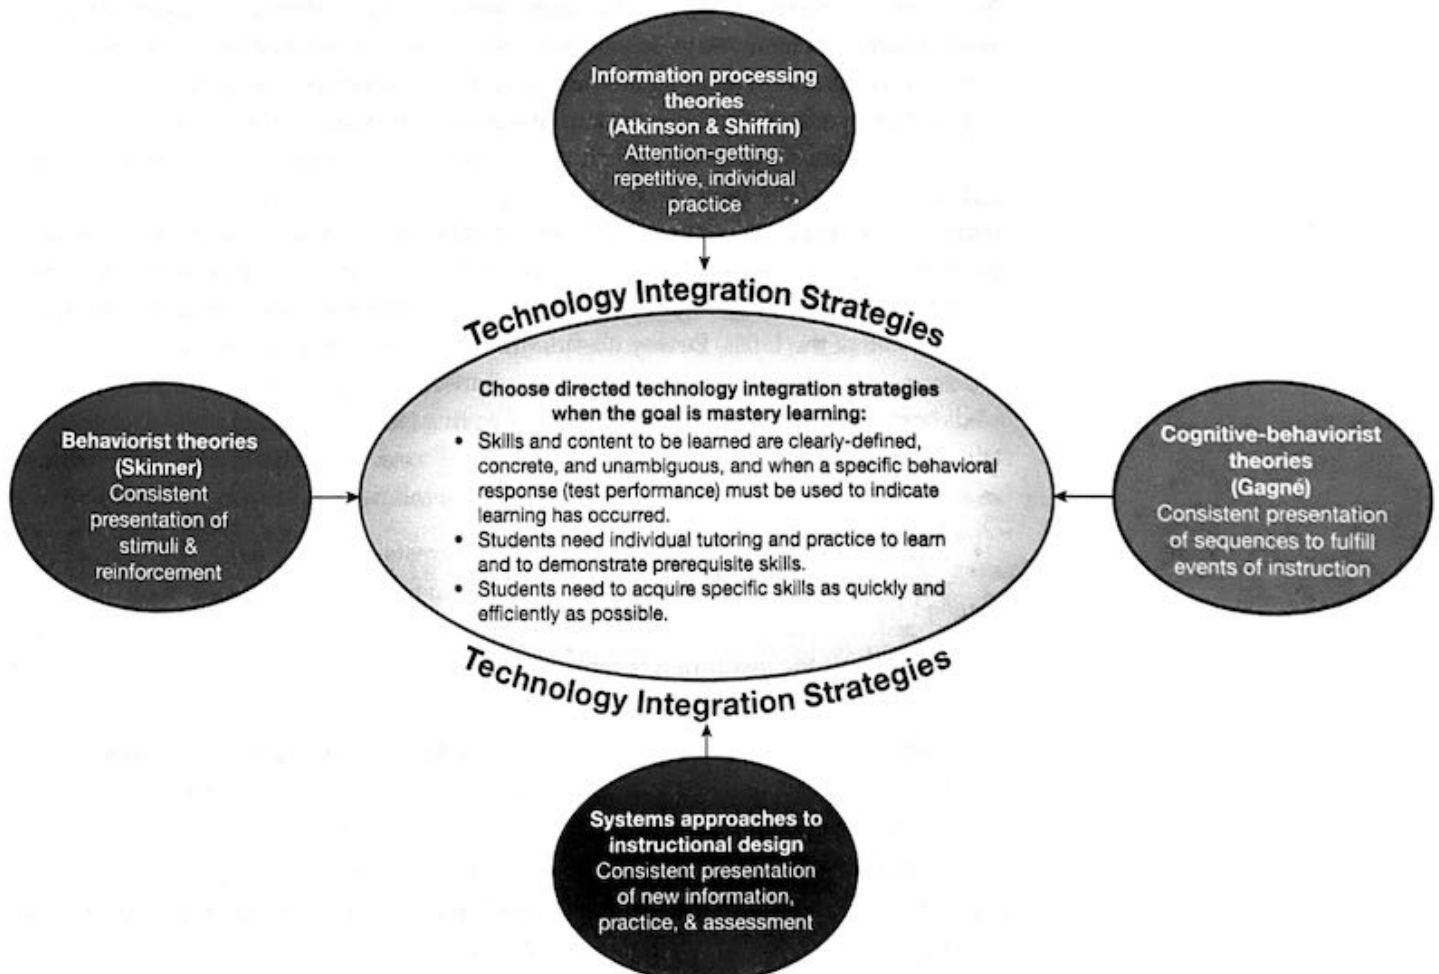 Information processing
theories
(Atkinson & Shiffrin)
Attention-getting,
repetitive, individual
practice
Technology Integration Strategies
Choose directed technology integration strategies
when the goal is mastery learning:
• Skills and content to be learned are clearly-defined,
concrete, and unambiguous, and when a specific behavioral
response (test performance) must be used to indicate
learning has occurred.
• Students need individual tutoring and practice to learn
and to demonstrate prerequisite skills.
• Students need to acquire specific skills as quickly and
efficiently as possible.
Behaviorist theories
(Skinner)
Consistent
presentation of
stimuli &
reinforcement
Cognitive-behaviorist
theories
(Gagné)
Consistent presentation
of sequences to fulfill
events of instruction
Technology Integration Strategies
Systems approaches to
instructional design
Consistent presentation
of new information,
practice, & assessment